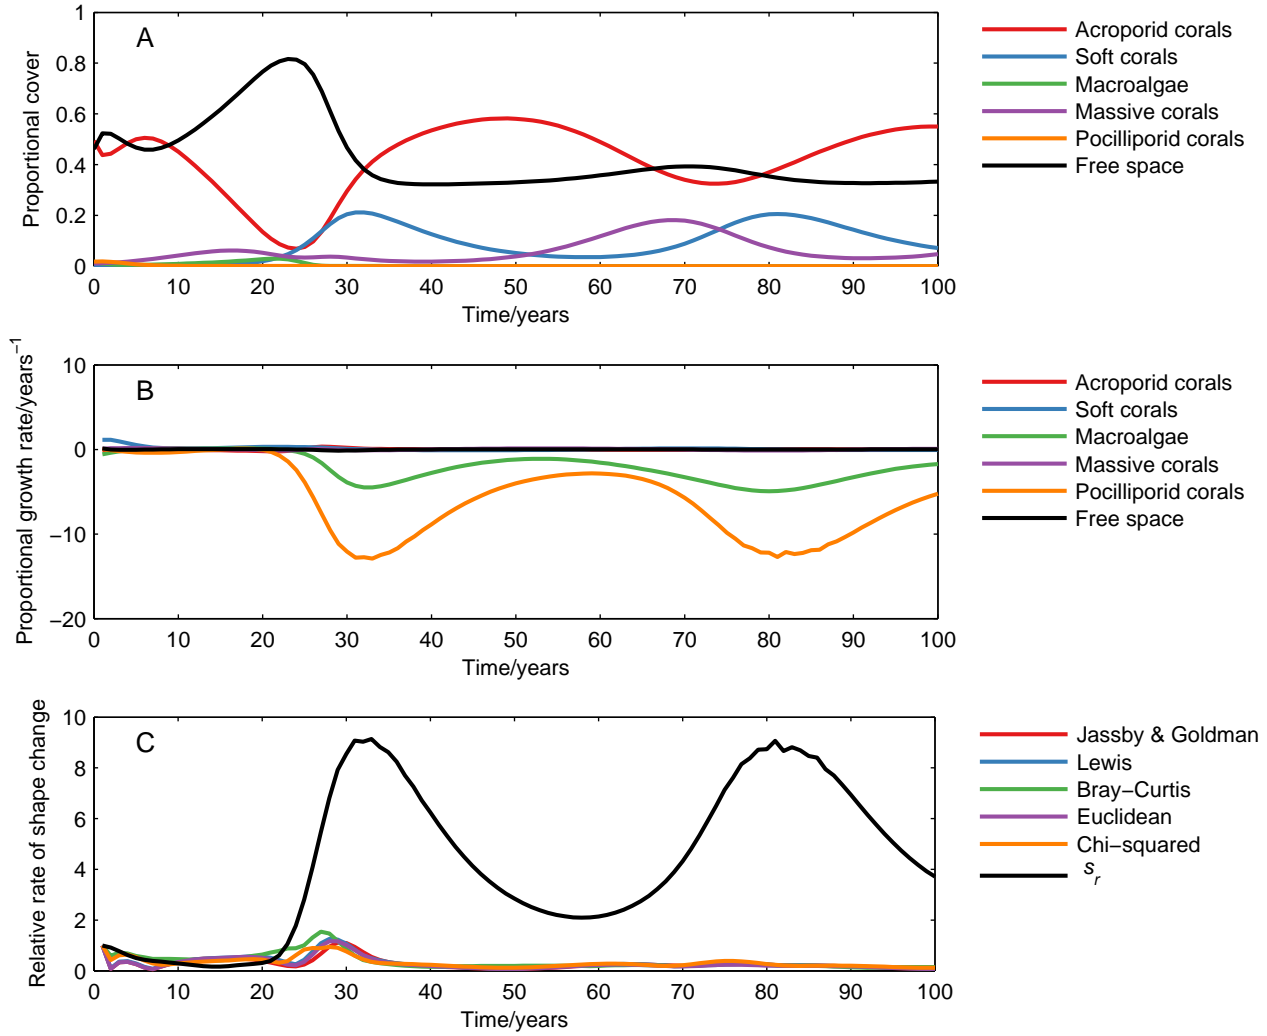 A
Proportional cover
1
0.8
0.6
0.4
0.2
0
0 10 20 30 40 50 60 70 80 90 100
Time/years
Acroporid corals
Soft corals
Macroalgae
Massive corals
Pocilliporid corals
Free space
B
Proportional growth rate/years⁻¹
10
0
−10
−20
0 10 20 30 40 50 60 70 80 90 100
Time/years
Acroporid corals
Soft corals
Macroalgae
Massive corals
Pocilliporid corals
Free space
C
Relative rate of shape change
10
8
6
4
2
0
0 10 20 30 40 50 60 70 80 90 100
Time/years
Jassby & Goldman
Lewis
Bray−Curtis
Euclidean
Chi−squared
s_r